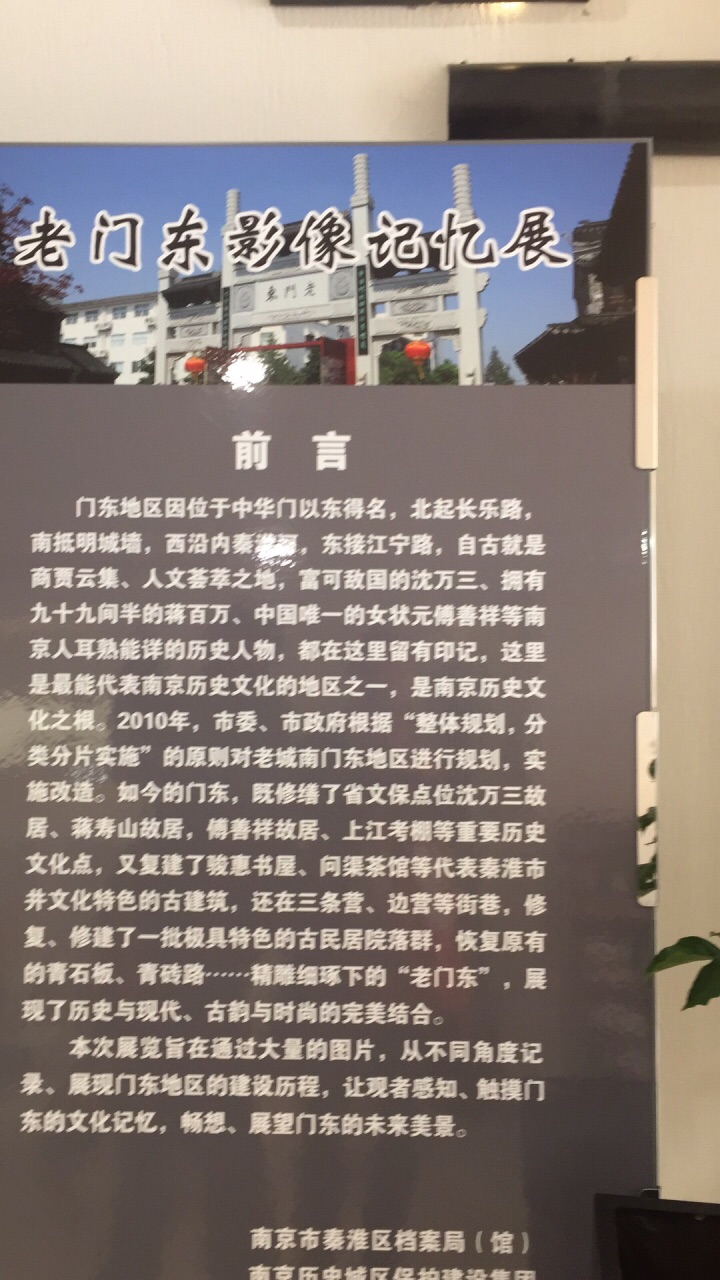 老门东影像记忆展
老門東
前言
门东地区因位于中华门以东得名，北起长乐路，
南抵明城墙，西沿内秦淮河，东接江宁路，自古就是
商贾云集、人文荟萃之地，富可敌国的沈万三、拥有
九十九间半的蒋百万、中国唯一的女状元傅善祥等南
京人耳熟能详的历史人物，都在这里留有印记，这里
是最能代表南京历史文化的地区之一，是南京历史文
化之根。2010年，市委、市政府根据“整体规划，分
类分片实施”的原则对老城南门东地区进行规划，实
施改造。如今的门东，既修缮了省文保点位沈万三故
居、蒋寿山故居，傅善祥故居、上江考棚等重要历史
文化点，又复建了骏惠书屋、问渠茶馆等代表秦淮市
井文化特色的古建筑，还在三条营、边营等街巷，修
复、修建了一批极具特色的古民居院落群，恢复原有
的青石板、青砖路……精雕细琢下的“老门东”，展
现了历史与现代、古韵与时尚的完美结合。
本次展览旨在通过大量的图片，从不同角度记
录、展现门东地区的建设历程，让观者感知、触摸门
东的文化记忆，畅想、展望门东的未来美景。
南京市秦淮区档案局（馆）
南京历史城区保护建设集团